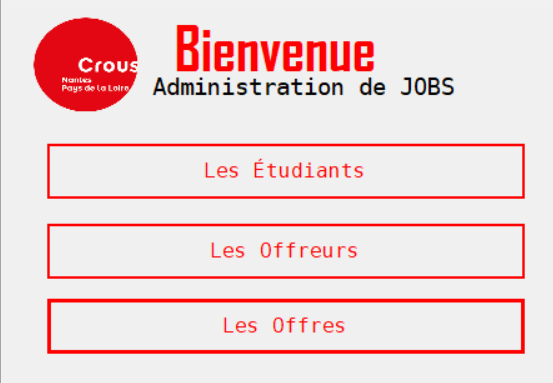 Bienvenue
Crous
Nantes
Pays de la Loire
Administration de JOBS
Les Étudiants
Les Offreurs
Les Offres